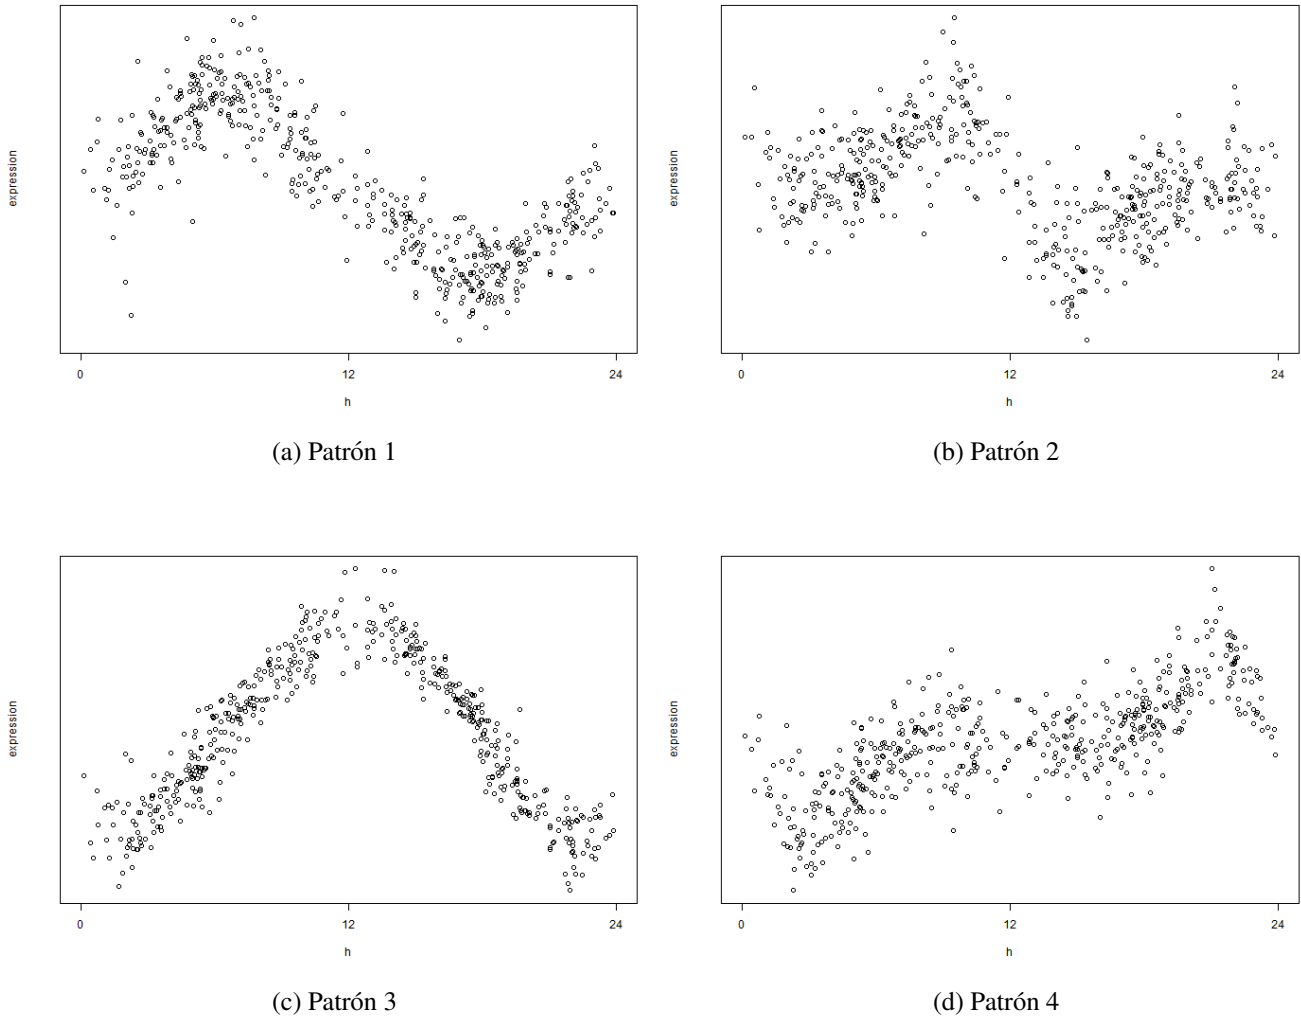 expression
expression
0
12
24
0
12
24
h
h
(a) Patrón 1
(b) Patrón 2
expression
expression
0
12
24
0
12
24
h
h
(c) Patrón 3
(d) Patrón 4